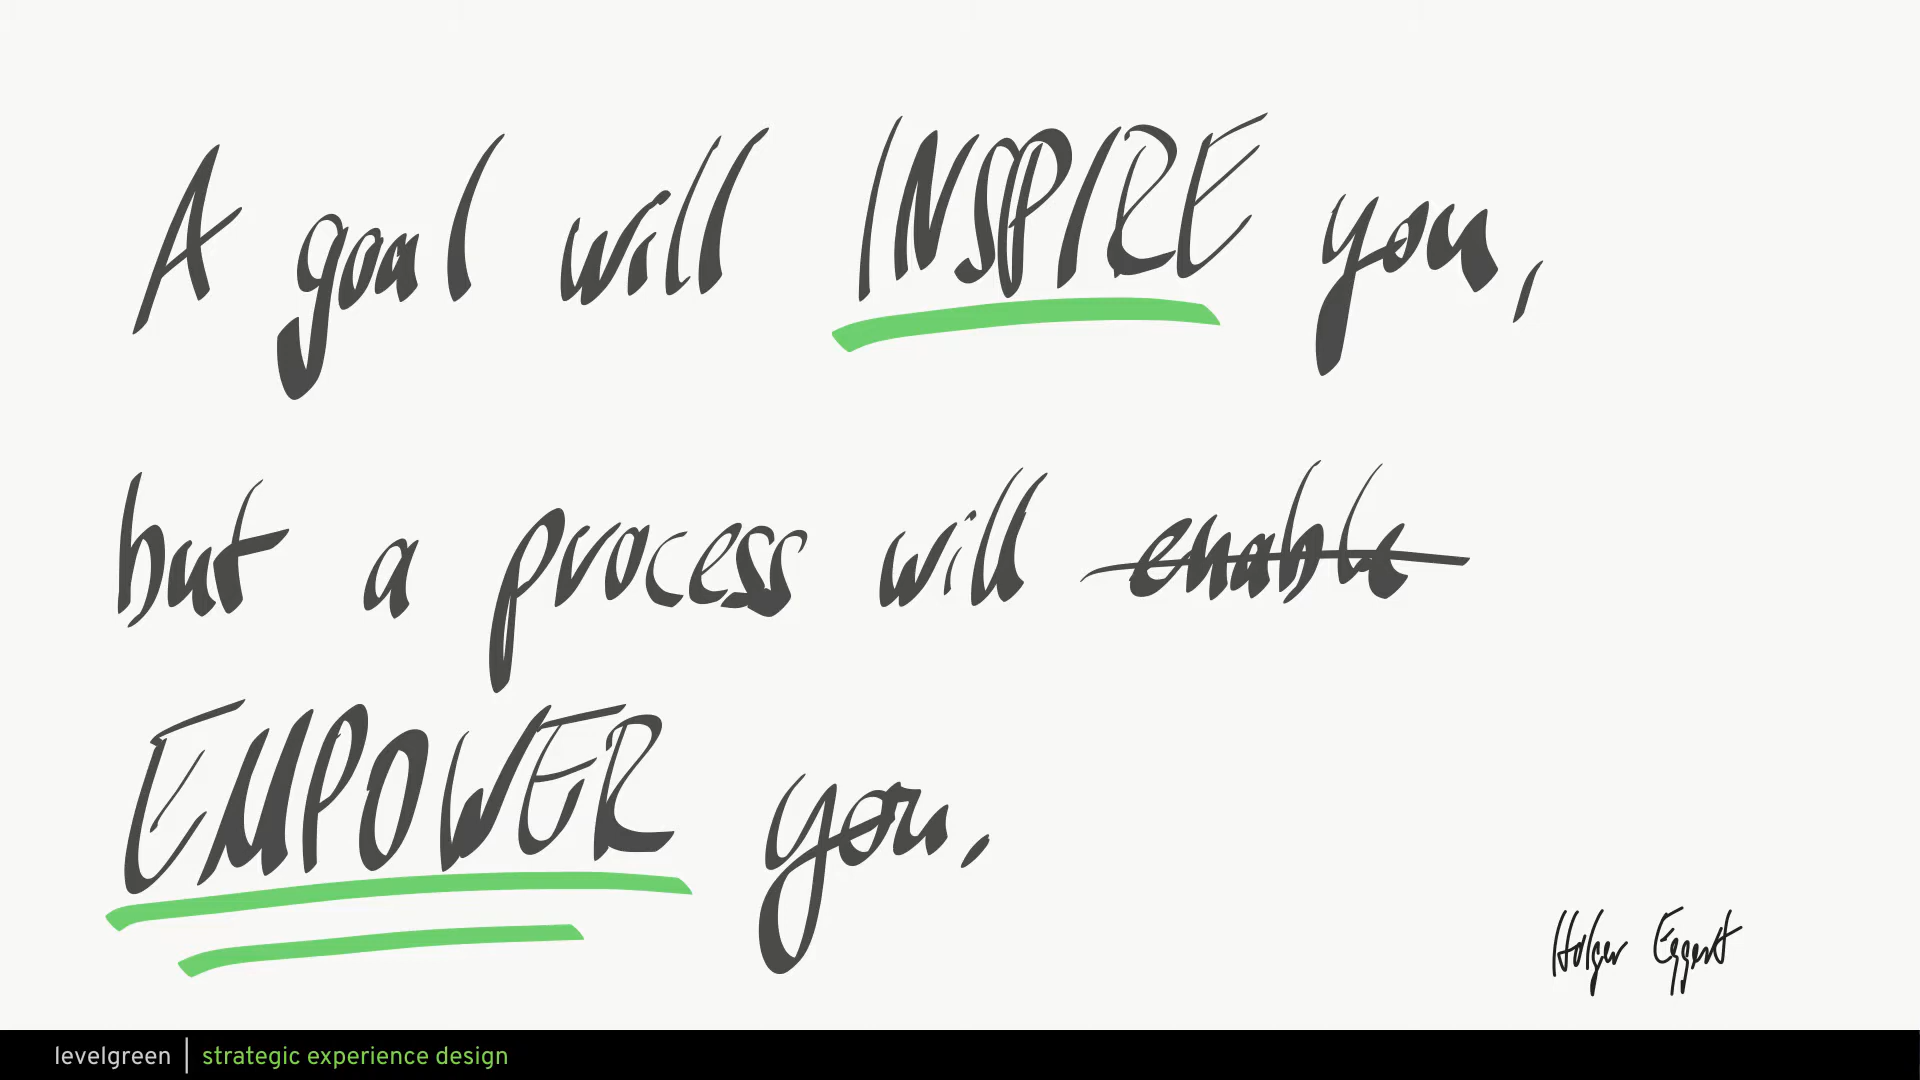 A goal will INSPIRE you,
but a process will enable
EMPOWER you.
Holger Eggert
levelgreen | strategic experience design